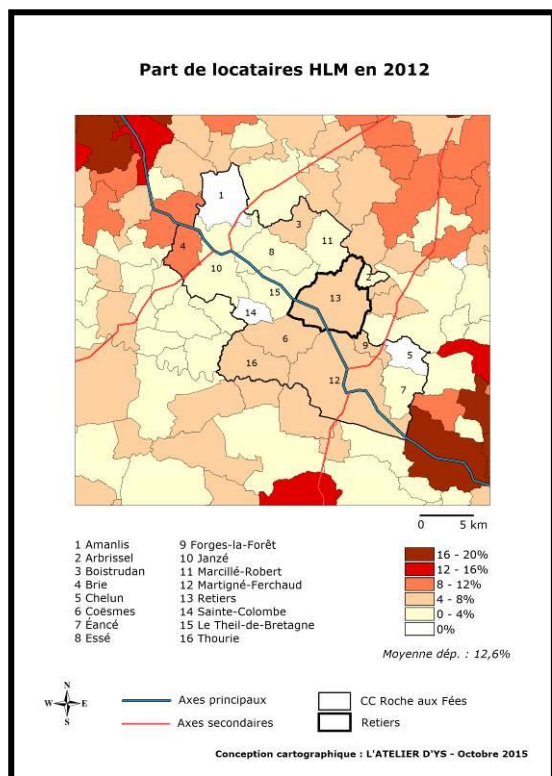 Part de locataires HLM en 2012
1
3
11
8
4
10
2
15
13
14
6
9
5
16
12
7
0 5 km
1 Amanlis
2 Arbrissel
3 Boistrudan
4 Brie
5 Chelun
6 Coësmes
7 Éancé
8 Essé
9 Forges-la-Forêt
10 Janzé
11 Marcillé-Robert
12 Martigné-Ferchaud
13 Retiers
14 Sainte-Colombe
15 Le Theil-de-Bretagne
16 Thourie
16 - 20%
12 - 16%
8 - 12%
4 - 8%
0 - 4%
0%
Moyenne dép. : 12,6%
N
W E
S
Axes principaux
Axes secondaires
CC Roche aux Fées
Retiers
Conception cartographique : L'ATELIER D'YS - Octobre 2015